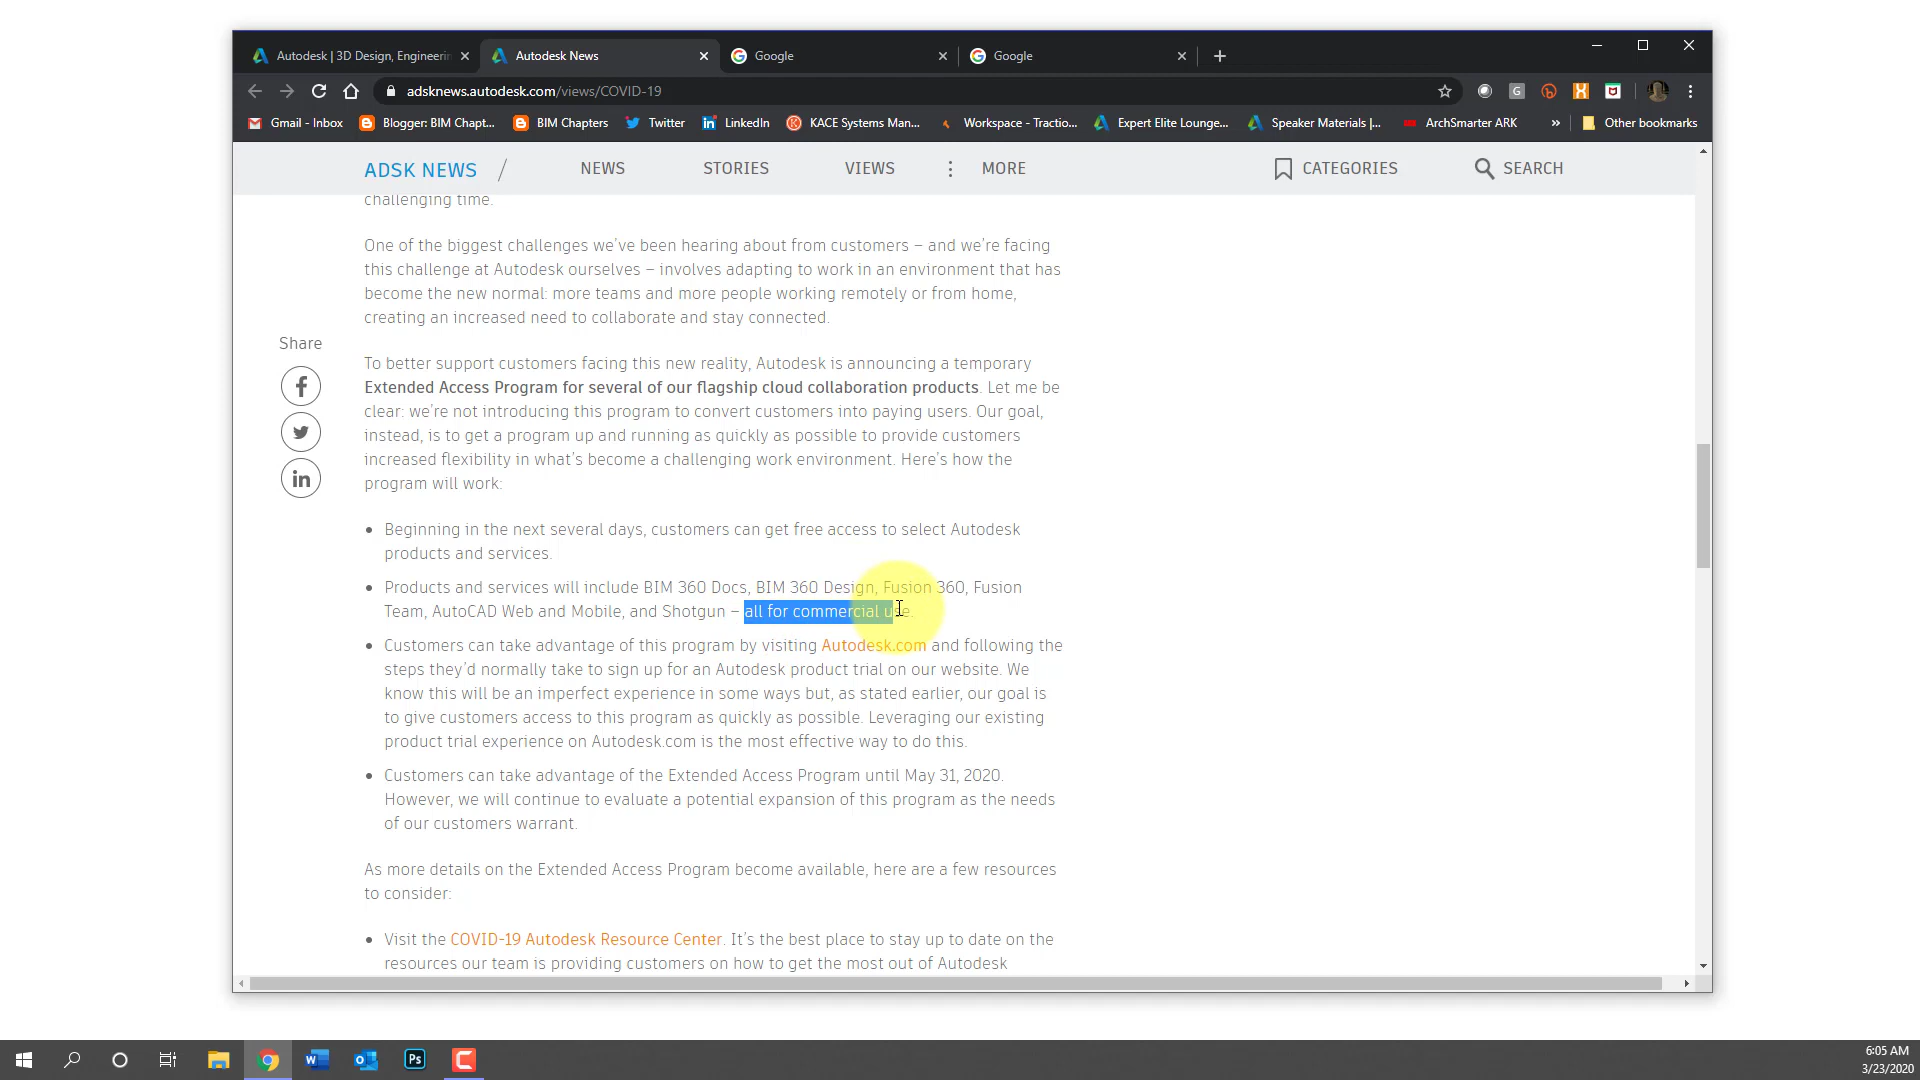 Autodesk | 3D Design, Engineerin
Autodesk News
Google
Google
adsknews.autodesk.com/views/COVID-19
Gmail - Inbox
Blogger: BIM Chapt...
BIM Chapters
Twitter
LinkedIn
KACE Systems Man...
Workspace - Tractio...
Expert Elite Lounge...
Speaker Materials |...
ArchSmarter ARK
»
Other bookmarks
ADSK NEWS /
NEWS
STORIES
VIEWS
MORE
CATEGORIES
SEARCH
challenging time.
One of the biggest challenges we've been hearing about from customers – and we're facing
this challenge at Autodesk ourselves – involves adapting to work in an environment that has
become the new normal: more teams and more people working remotely or from home,
creating an increased need to collaborate and stay connected.
Share
To better support customers facing this new reality, Autodesk is announcing a temporary
Extended Access Program for several of our flagship cloud collaboration products. Let me be
clear: we're not introducing this program to convert customers into paying users. Our goal,
instead, is to get a program up and running as quickly as possible to provide customers
increased flexibility in what's become a challenging work environment. Here's how the
program will work:
• Beginning in the next several days, customers can get free access to select Autodesk
products and services.
• Products and services will include BIM 360 Docs, BIM 360 Design, Fusion 360, Fusion
Team, AutoCAD Web and Mobile, and Shotgun – all for commercial use.
• Customers can take advantage of this program by visiting Autodesk.com and following the
steps they'd normally take to sign up for an Autodesk product trial on our website. We
know this will be an imperfect experience in some ways but, as stated earlier, our goal is
to give customers access to this program as quickly as possible. Leveraging our existing
product trial experience on Autodesk.com is the most effective way to do this.
• Customers can take advantage of the Extended Access Program until May 31, 2020.
However, we will continue to evaluate a potential expansion of this program as the needs
of our customers warrant.
As more details on the Extended Access Program become available, here are a few resources
to consider:
• Visit the COVID-19 Autodesk Resource Center. It's the best place to stay up to date on the
resources our team is providing customers on how to get the most out of Autodesk
6:05 AM
3/23/2020